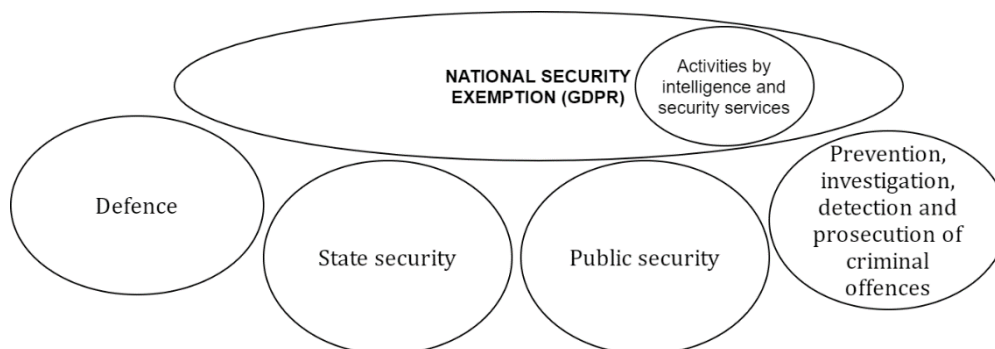 NATIONAL SECURITY
EXEMPTION (GDPR)
Activities by
intelligence and
security services
Defence
State security
Public security
Prevention,
investigation,
detection and
prosecution of
criminal
offences